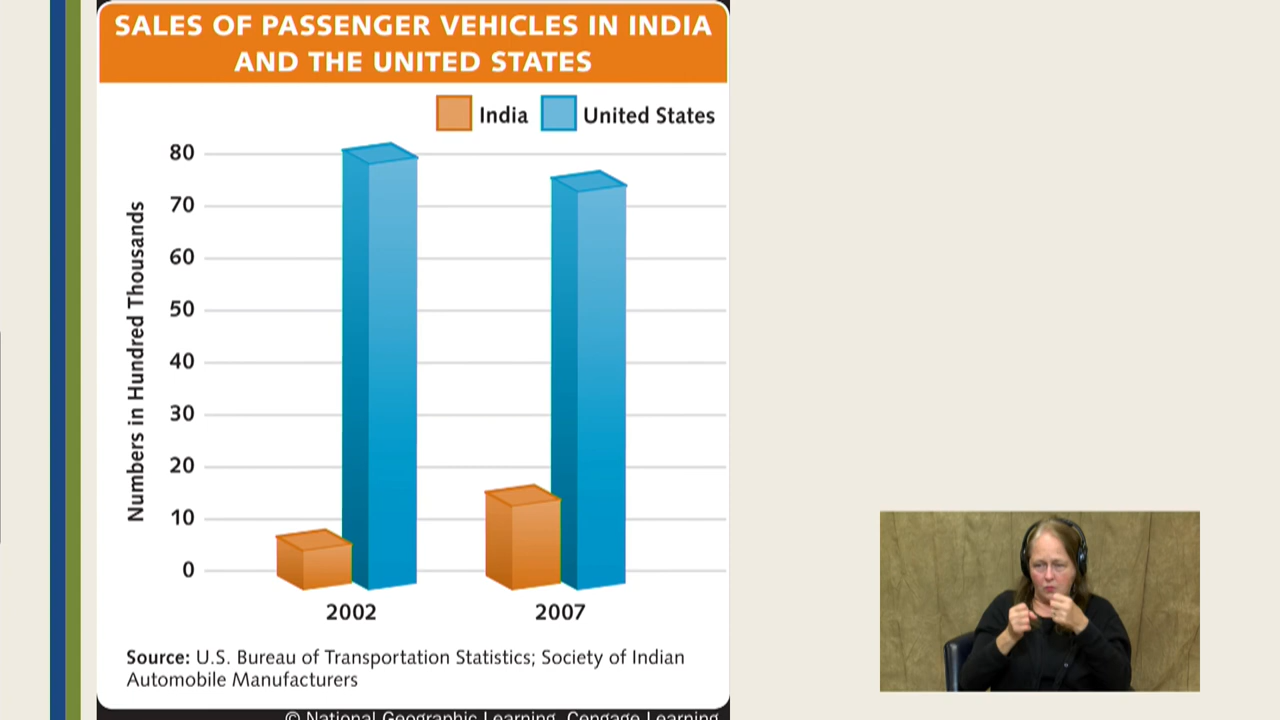 SALES OF PASSENGER VEHICLES IN INDIA
AND THE UNITED STATES
India
United States
Numbers in Hundred Thousands
80
70
60
50
40
30
20
10
0
2002
2007
Source: U.S. Bureau of Transportation Statistics; Society of Indian
Automobile Manufacturers
© National Geographic Learning, Cengage Learning